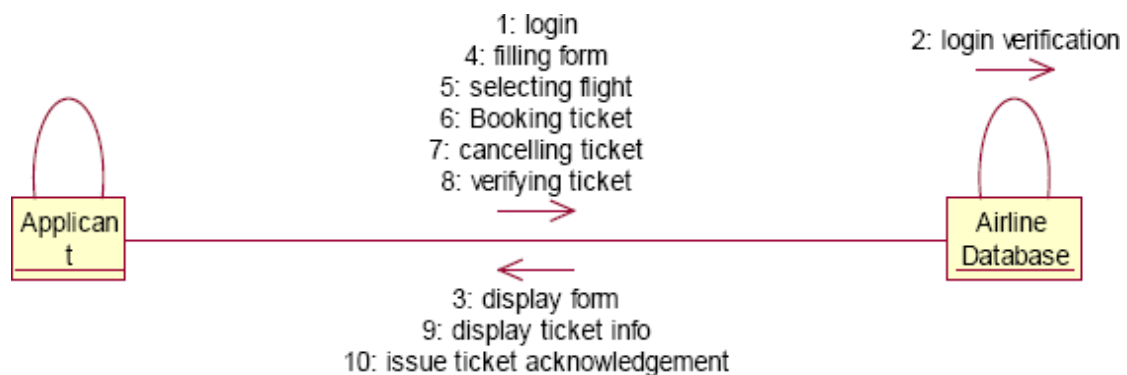 1: login
4: filling form
5: selecting flight
6: Booking ticket
7: cancelling ticket
8: verifying ticket
2: login verification
Applican
t
Airline
Database
3: display form
9: display ticket info
10: issue ticket acknowledgement